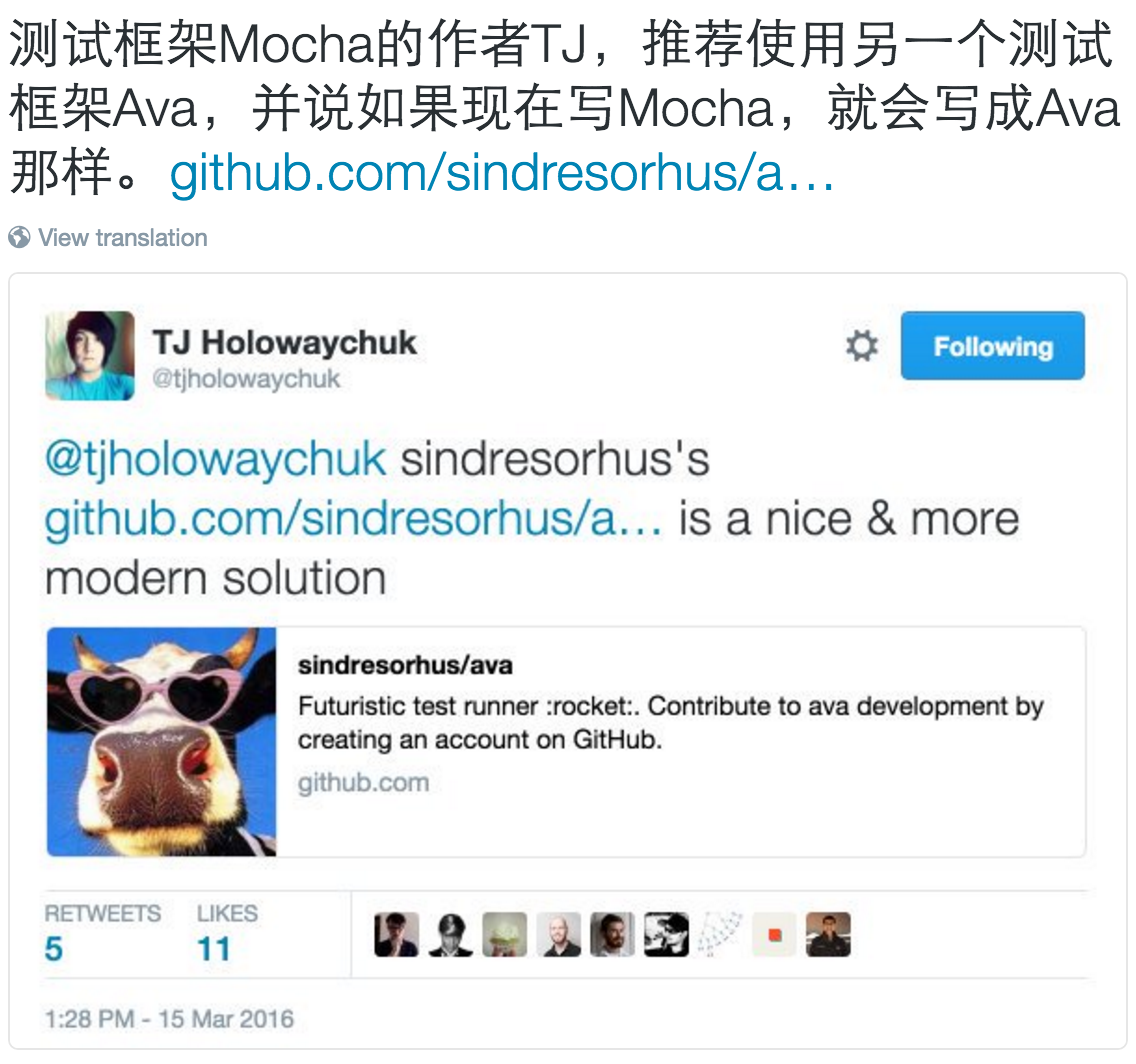 测试框架Mocha的作者TJ，推荐使用另一个测试
框架Ava，并说如果现在写Mocha，就会写成Ava
那样。github.com/sindresorhus/a…
View translation
TJ Holowaychuk
@tjholowaychuk
Following
@tjholowaychuk sindresorhus's
github.com/sindresorhus/a… is a nice & more
modern solution
sindresorhus/ava
Futuristic test runner :rocket:. Contribute to ava development by
creating an account on GitHub.
github.com
RETWEETS LIKES
5 11
1:28 PM - 15 Mar 2016